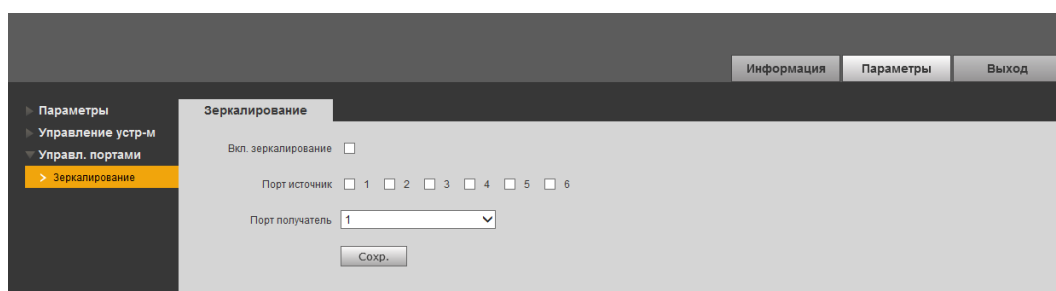 Информация Параметры Выход
Параметры
Управление устр-м
Управл. портами
> Зеркалирование
Зеркалирование
Вкл. зеркалирование
Порт источник 1 2 3 4 5 6
Порт получатель 1
Сохр.